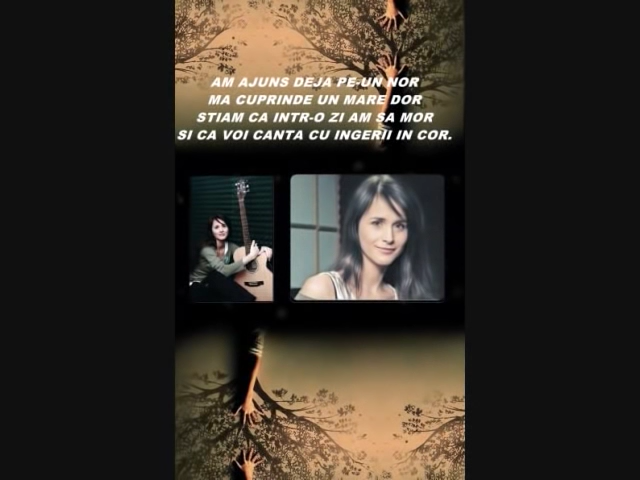 AM AJUNS DEJA PE-UN NOR
MA CUPRINDE UN MARE DOR
STIAM CA INTR-O ZI AM SA MOR
SI CA VOI CANTA CU INGERII IN COR.